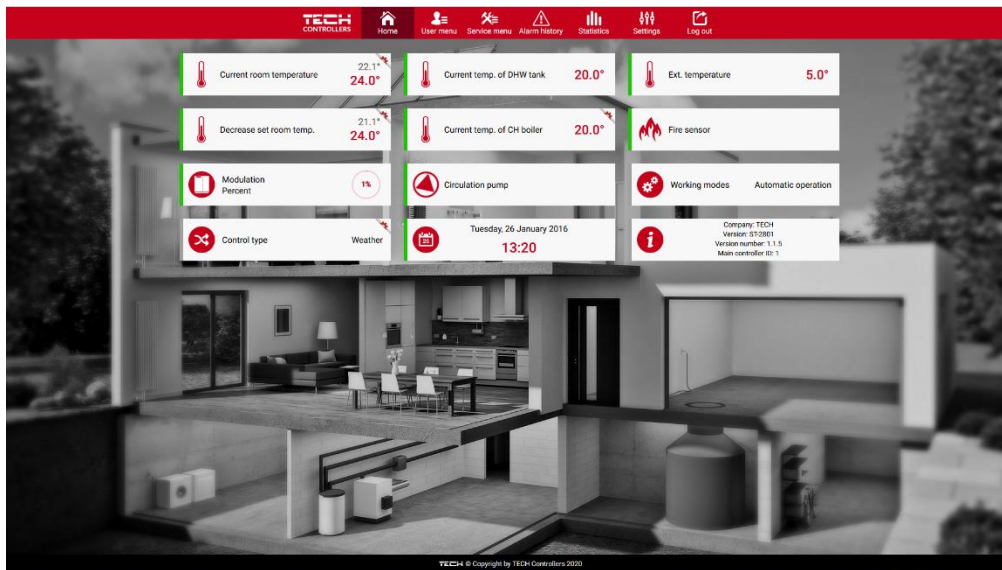 TECH
CONTROLLERS
Home
User menu
Service menu
Alarm history
Statistics
Settings
Log out
Current room temperature
22.1°
24.0°
Current temp. of DHW tank
20.0°
Ext. temperature
5.0°
Decrease set room temp.
21.1°
24.0°
Current temp. of CH boiler
20.0°
Fire sensor
Modulation
Percent
1%
Circulation pump
Working modes
Automatic operation
Control type
Weather
26
Tuesday, 26 January 2016
13:20
Company: TECH
Version: ST-2801
Version number: 1.1.5
Main controller ID: 1
TECH © Copyright by TECH Controllers 2020